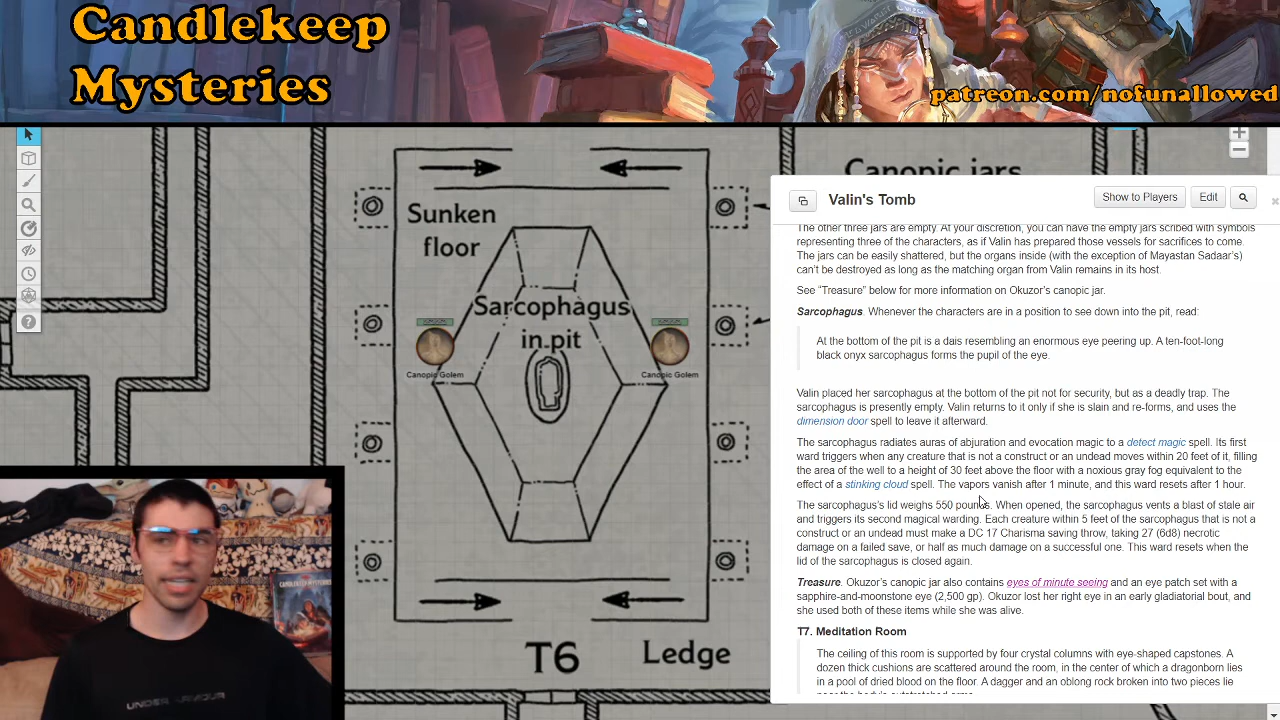 Candlekeep
Mysteries
patreon.com/nofunallowed
Canopic jars
Sunken
floor
Sarcophagus
in pit
Canopic Golem
Canopic Golem
T6
Ledge
Valin's Tomb
Show to Players
Edit
The other three jars are empty. At your discretion, you can have the empty jars scribed with symbols
representing three of the characters, as if Valin has prepared those vessels for sacrifices to come.
The jars can be easily shattered, but the organs inside (with the exception of Mayastan Sadaar's)
can't be destroyed as long as the matching organ from Valin remains in its host.
See “Treasure” below for more information on Okuzor's canopic jar.
Sarcophagus. Whenever the characters are in a position to see down into the pit, read:
At the bottom of the pit is a dais resembling an enormous eye peering up. A ten-foot-long
black onyx sarcophagus forms the pupil of the eye.
Valin placed her sarcophagus at the bottom of the pit not for security, but as a deadly trap. The
sarcophagus is presently empty. Valin returns to it only if she is slain and re-forms, and uses the
dimension door spell to leave it afterward.
The sarcophagus radiates auras of abjuration and evocation magic to a detect magic spell. Its first
ward triggers when any creature that is not a construct or an undead moves within 20 feet of it, filling
the area of the well to a height of 30 feet above the floor with a noxious gray fog equivalent to the
effect of a stinking cloud spell. The vapors vanish after 1 minute, and this ward resets after 1 hour.
The sarcophagus's lid weighs 550 pounds. When opened, the sarcophagus vents a blast of stale air
and triggers its second magical warding. Each creature within 5 feet of the sarcophagus that is not a
construct or an undead must make a DC 17 Charisma saving throw, taking 27 (6d8) necrotic
damage on a failed save, or half as much damage on a successful one. This ward resets when the
lid of the sarcophagus is closed again.
Treasure. Okuzor's canopic jar also contains eyes of minute seeing and an eye patch set with a
sapphire-and-moonstone eye (2,500 gp). Okuzor lost her right eye in an early gladiatorial bout, and
she used both of these items while she was alive.
T7. Meditation Room
The ceiling of this room is supported by four crystal columns with eye-shaped capstones. A
dozen thick cushions are scattered around the room, in the center of which a dragonborn lies
in a pool of dried blood on the floor. A dagger and an oblong rock broken into two pieces lie
near the body's outstretched arms.
UNDER ARMOUR